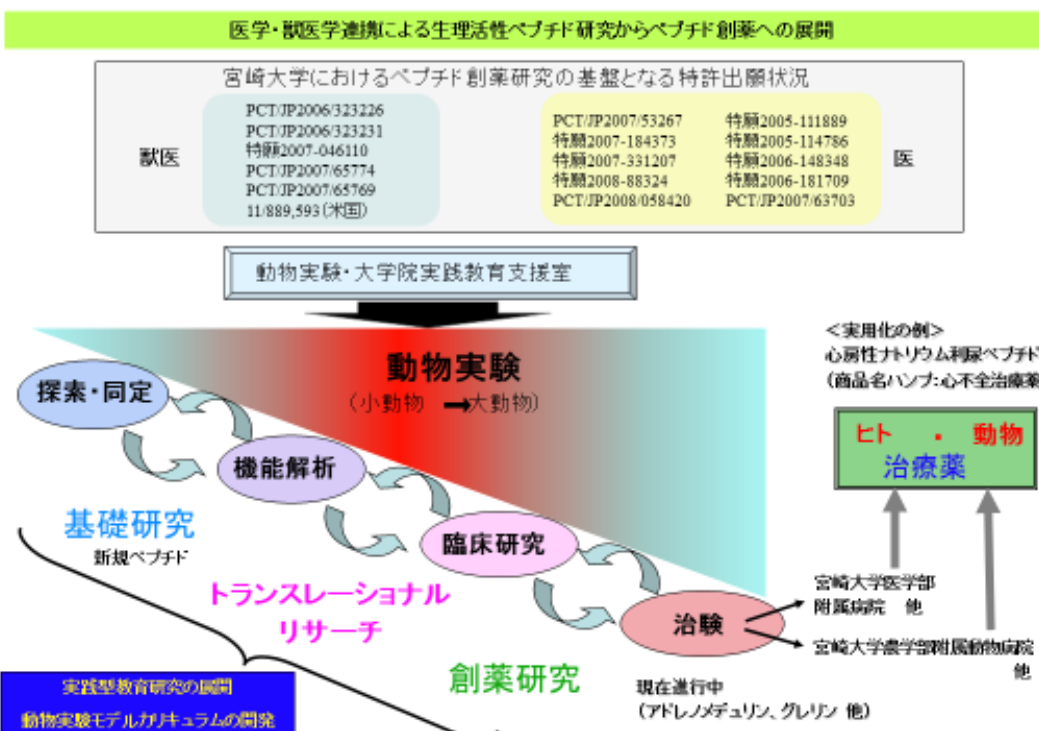 医学・獣医学連携による生理活性ペプチド研究からペプチド創薬への展開
宮崎大学におけるペプチド創薬研究の基盤となる特許出願状況
獣医
PCT/JP2006/323226
PCT/JP2006/323231
特願2007-046110
PCT/JP2007/65774
PCT/JP2007/65769
11/889,593(米国)
PCT/JP2007/53267
特願2007-184373
特願2007-331207
特願2008-88324
PCT/JP2008/058420
特願2005-111889
特願2005-114786
特願2006-148348
特願2006-181709
PCT/JP2007/63703
医
動物実験・大学院実践教育支援室
動物実験
(小動物 →大動物)
<実用化の例>
心房性ナトリウム利尿ペプチド
(商品名ハンプ:心不全治療薬
ヒト ・ 動物
治療薬
探素・同定
機能解析
臨床研究
治験
基礎研究
新規ペプチド
トランスレーショナル
リサーチ
創薬研究
宮崎大学医学部
附属病院 他
宮崎大学農学部附属動物病院
他
現在進行中
(アドレノメデュリン、グレリン 他)
実践型教育研究の展開
動物実験モデルカリキュラムの開発